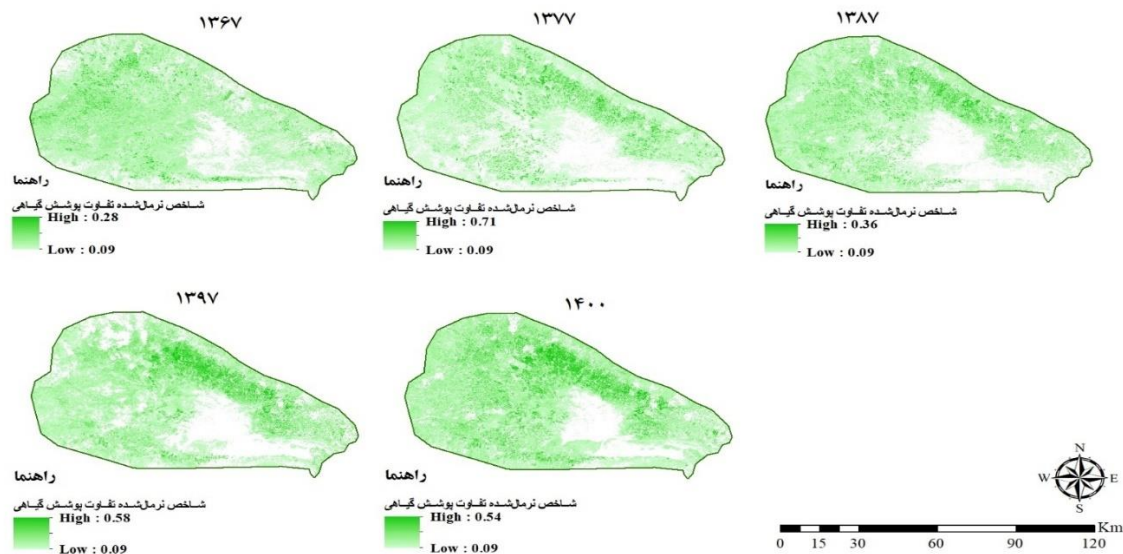 ۱۳۶۷
راهنما
شاخص نرمال‌شده تفاوت پوشش گیاهی
High : 0.28
Low : 0.09
۱۳۷۷
راهنما
شاخص نرمال‌شده تفاوت پوشش گیاهی
High : 0.71
Low : 0.09
۱۳۸۷
راهنما
شاخص نرمال‌شده تفاوت پوشش گیاهی
High : 0.36
Low : 0.09
۱۳۹۷
راهنما
شاخص نرمال‌شده تفاوت پوشش گیاهی
High : 0.58
Low : 0.09
۱۴۰۰
راهنما
شاخص نرمال‌شده تفاوت پوشش گیاهی
High : 0.54
Low : 0.09
N
W E
S
Km
0 15 30 60 90 120